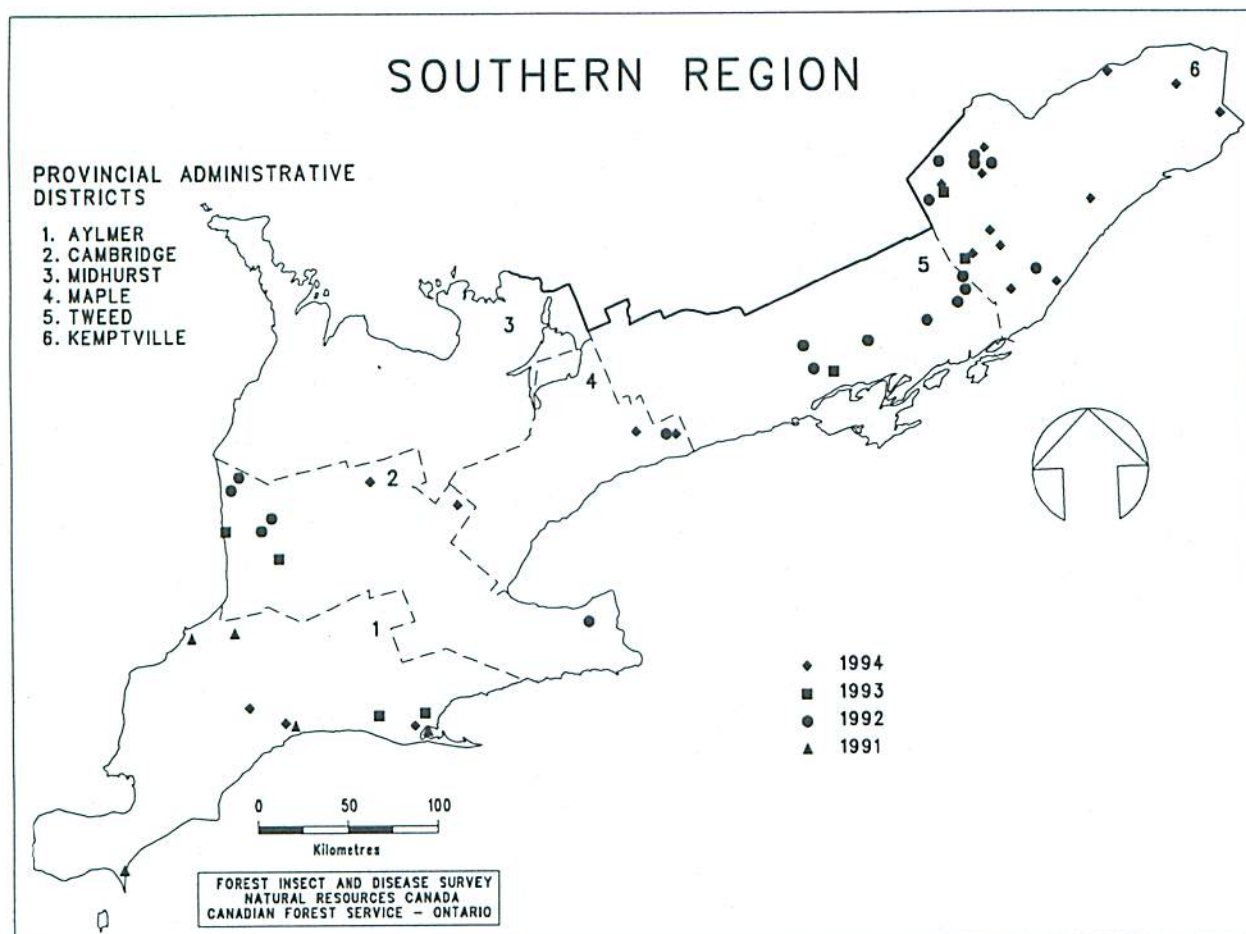 SOUTHERN REGION
PROVINCIAL ADMINISTRATIVE
DISTRICTS
1. AYLMER
2. CAMBRIDGE
3. MIDHURST
4. MAPLE
5. TWEED
6. KEMPTVILLE
6
5
3
4
2
1
1994
1993
1992
1991
0 50 100
Kilometres
FOREST INSECT AND DISEASE SURVEY
NATURAL RESOURCES CANADA
CANADIAN FOREST SERVICE - ONTARIO